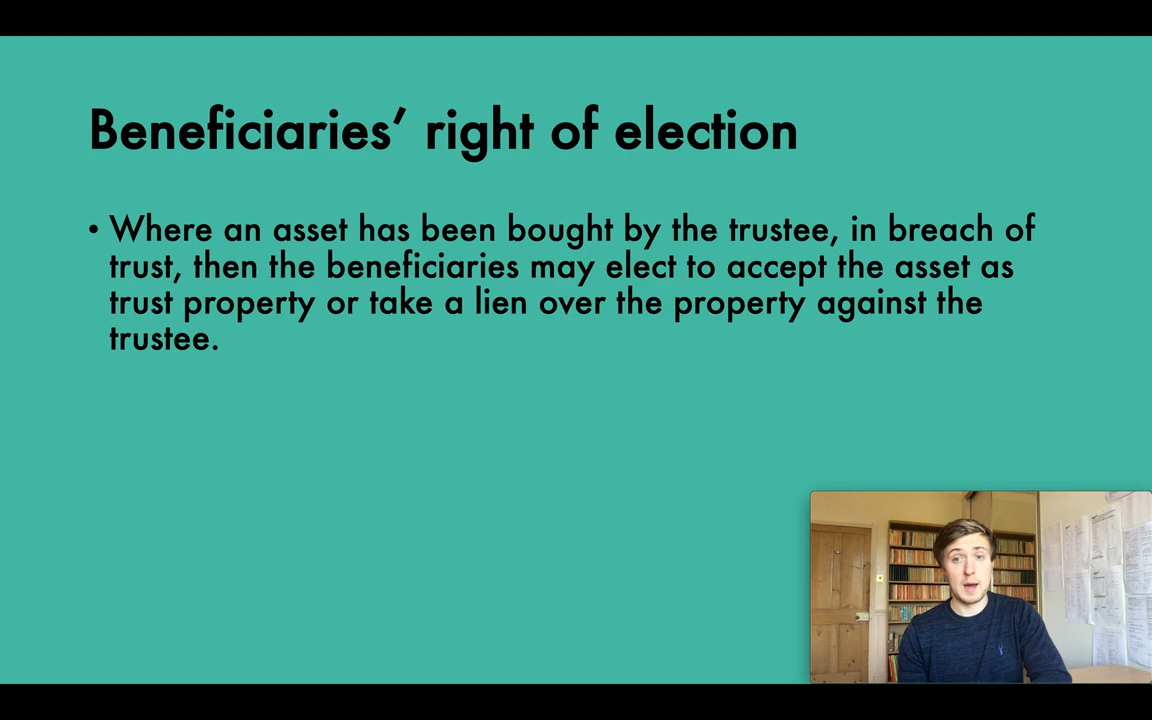 Beneficiaries’ right of election
• Where an asset has been bought by the trustee, in breach of
trust, then the beneficiaries may elect to accept the asset as
trust property or take a lien over the property against the
trustee.